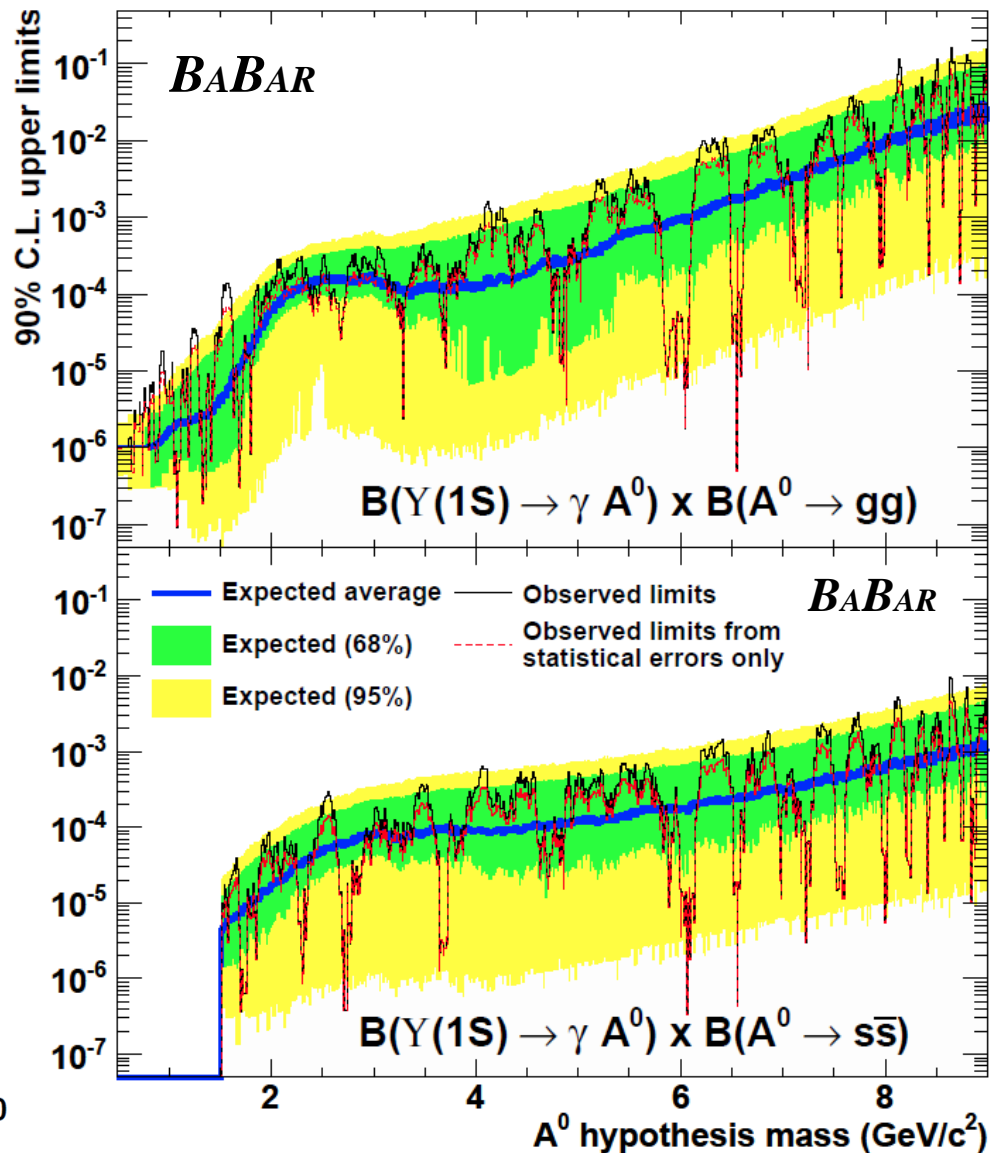 90% C.L. upper limits
BABAR
10⁻¹
10⁻²
10⁻³
10⁻⁴
10⁻⁵
10⁻⁶
10⁻⁷
B(ϒ(1S) → γ A⁰) x B(A⁰ → gg)
BABAR
Expected average
Observed limits
Expected (68%)
Observed limits from
statistical errors only
Expected (95%)
10⁻¹
10⁻²
10⁻³
10⁻⁴
10⁻⁵
10⁻⁶
10⁻⁷
B(ϒ(1S) → γ A⁰) x B(A⁰ → ss̅)
2 4 6 8
0
A⁰ hypothesis mass (GeV/c²)